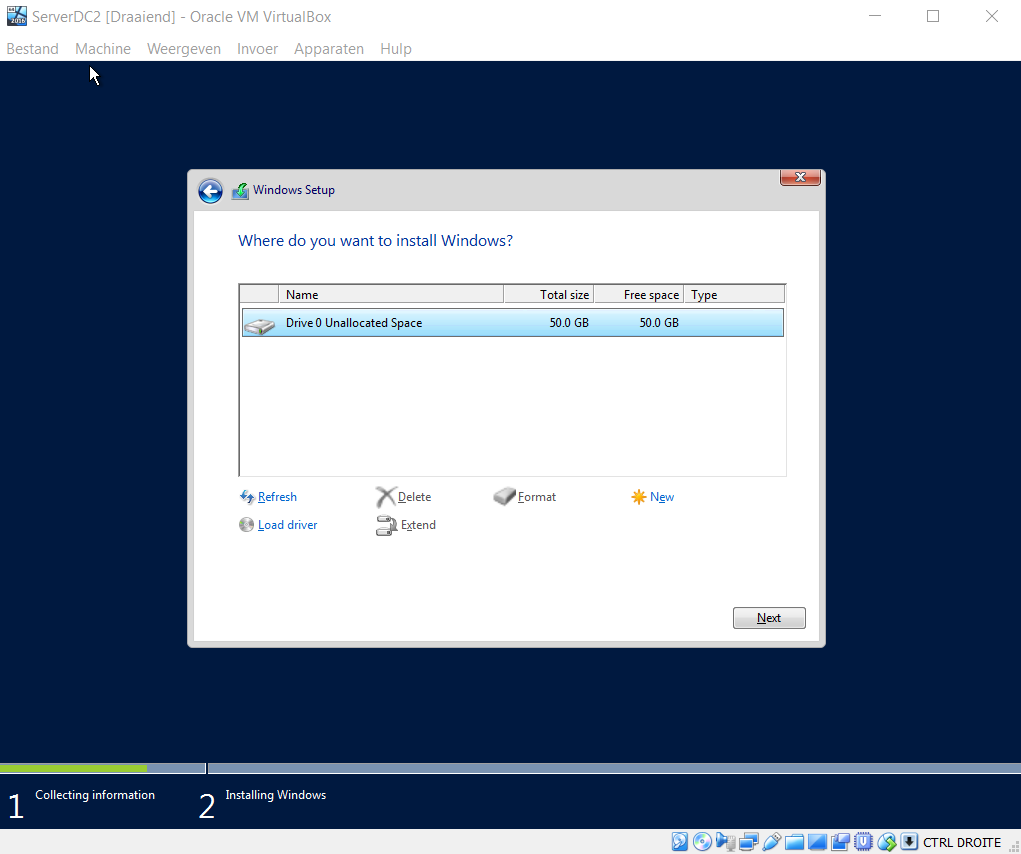 ServerDC2 [Draaiend] - Oracle VM VirtualBox
Bestand Machine Weergeven Invoer Apparaten Hulp
Windows Setup
Where do you want to install Windows?
Name Total size Free space Type
Drive 0 Unallocated Space 50.0 GB 50.0 GB
Refresh Delete Format New
Load driver Extend
Next
1 Collecting information 2 Installing Windows
CTRL DROITE